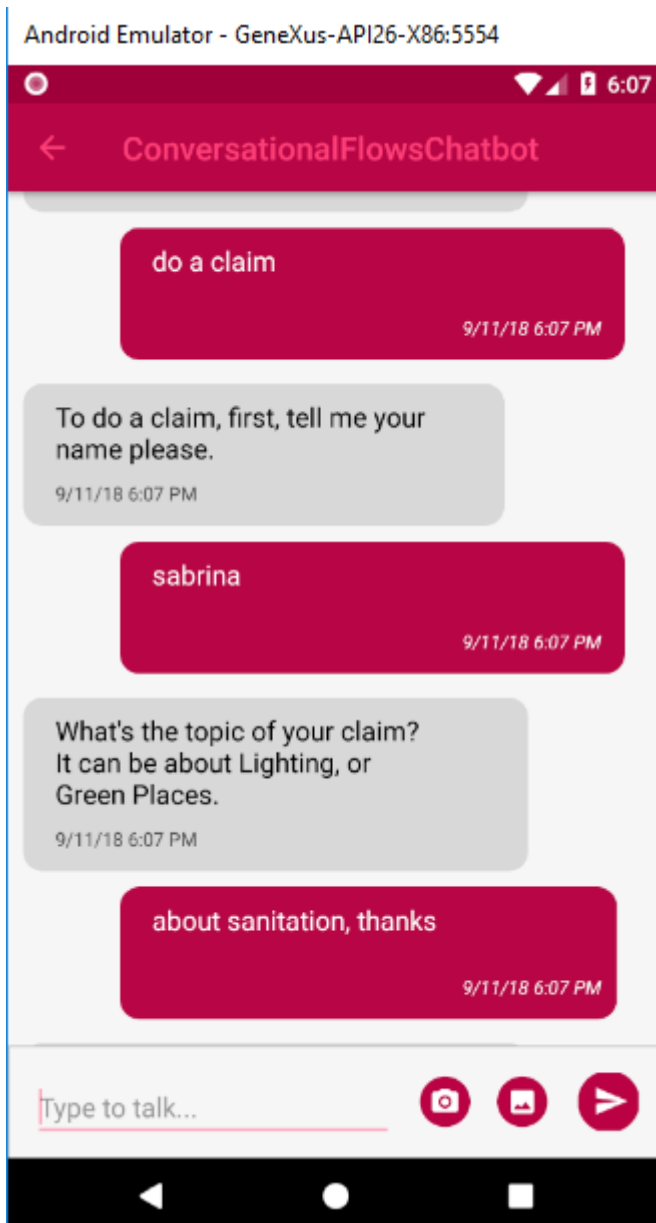 Android Emulator - GeneXus-API26-X86:5554
6:07
ConversationalFlowsChatbot
do a claim
9/11/18 6:07 PM
To do a claim, first, tell me your
name please.
9/11/18 6:07 PM
sabrina
9/11/18 6:07 PM
What's the topic of your claim?
It can be about Lighting, or
Green Places.
9/11/18 6:07 PM
about sanitation, thanks
9/11/18 6:07 PM
Type to talk...